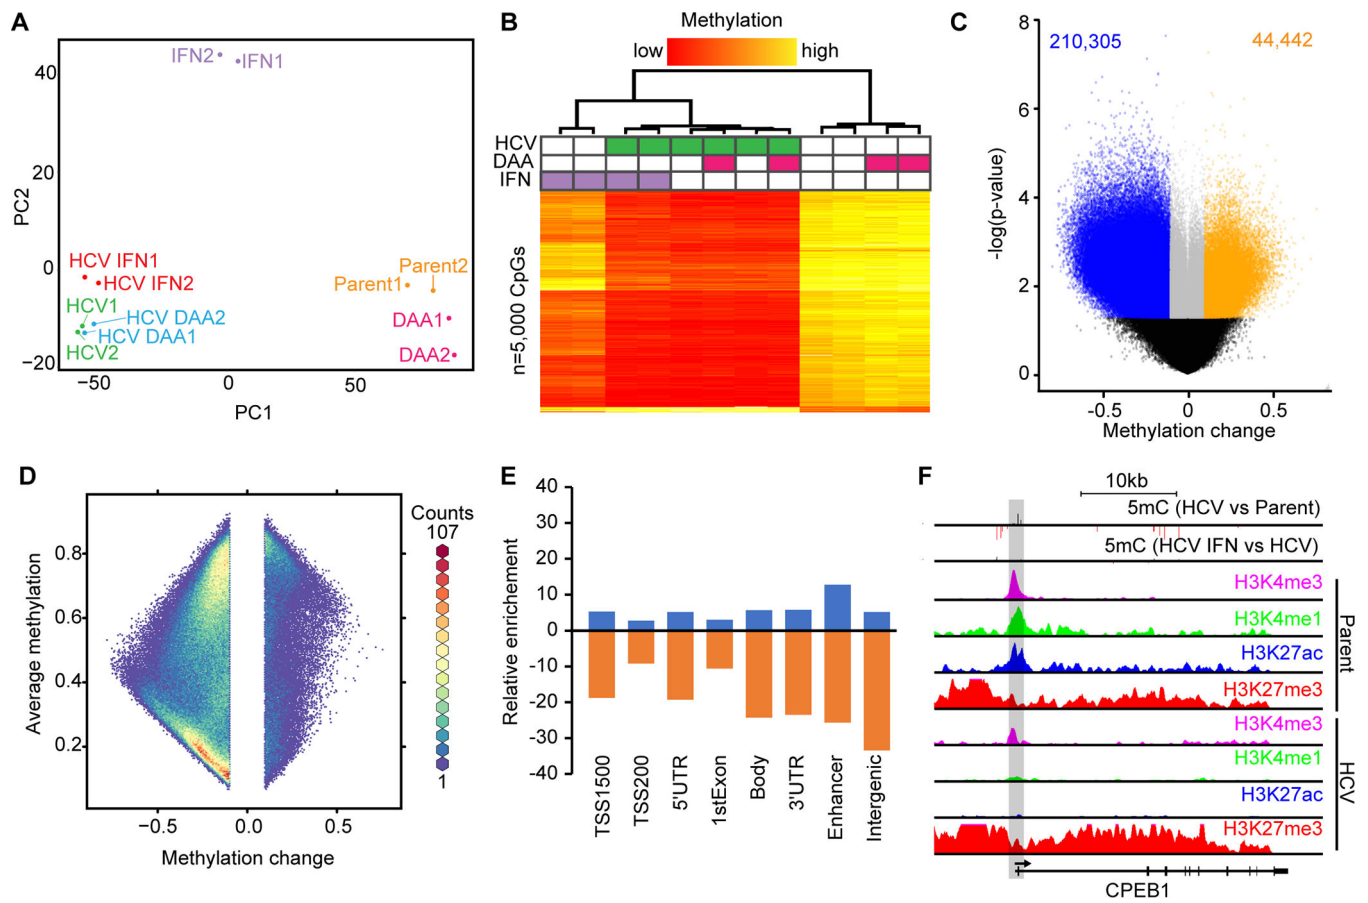 A
IFN2
IFN1
40
20
0
−20
PC2
HCV IFN1
HCV IFN2
HCV1
HCV DAA2
HCV DAA1
HCV2
Parent2
Parent1
DAA1
DAA2
−50
0
50
PC1
B
Methylation
low
high
HCV
DAA
IFN
n=5,000 CpGs
C
210,305
44,442
8
6
4
2
0
-log(p-value)
-0.5
0
0.5
Methylation change
D
Counts
107
1
0.8
0.6
0.4
0.2
Average methylation
−0.5
0.0
0.5
Methylation change
E
40
30
20
10
0
-10
-20
-30
-40
Relative enrichement
TSS1500
TSS200
5'UTR
1stExon
Body
3'UTR
Enhancer
Intergenic
F
10kb
5mC (HCV vs Parent)
5mC (HCV IFN vs HCV)
H3K4me3
H3K4me1
H3K27ac
H3K27me3
Parent
H3K4me3
H3K4me1
H3K27ac
H3K27me3
HCV
CPEB1